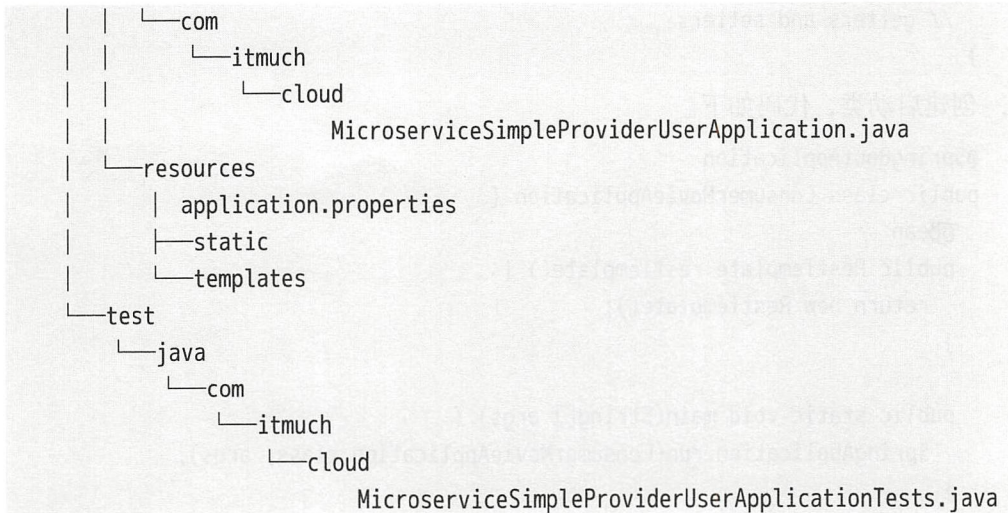 │   │   └──com
│   │       └──itmuch
│   │           └──cloud
│   │                   MicroserviceSimpleProviderUserApplication.java
│   └──resources
│       │  application.properties
│       ├──static
│       └──templates
└──test
    └──java
        └──com
            └──itmuch
                └──cloud
                        MicroserviceSimpleProviderUserApplicationTests.java